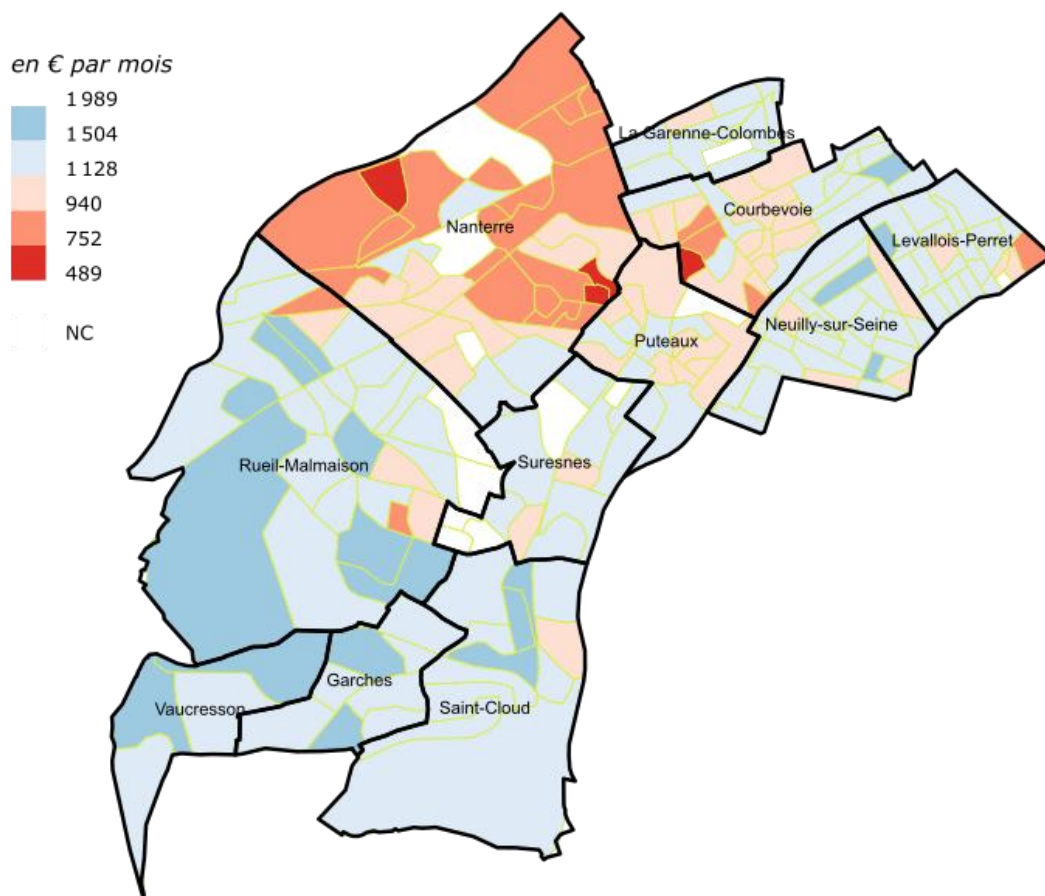 en € par mois
1 989
1 504
1 128
940
752
489
NC
La Garenne-Colombes
Courbevoie
Nanterre
Levallois-Perret
Neuilly-sur-Seine
Puteaux
Rueil-Malmaison
Suresnes
Garches
Vaucresson
Saint-Cloud